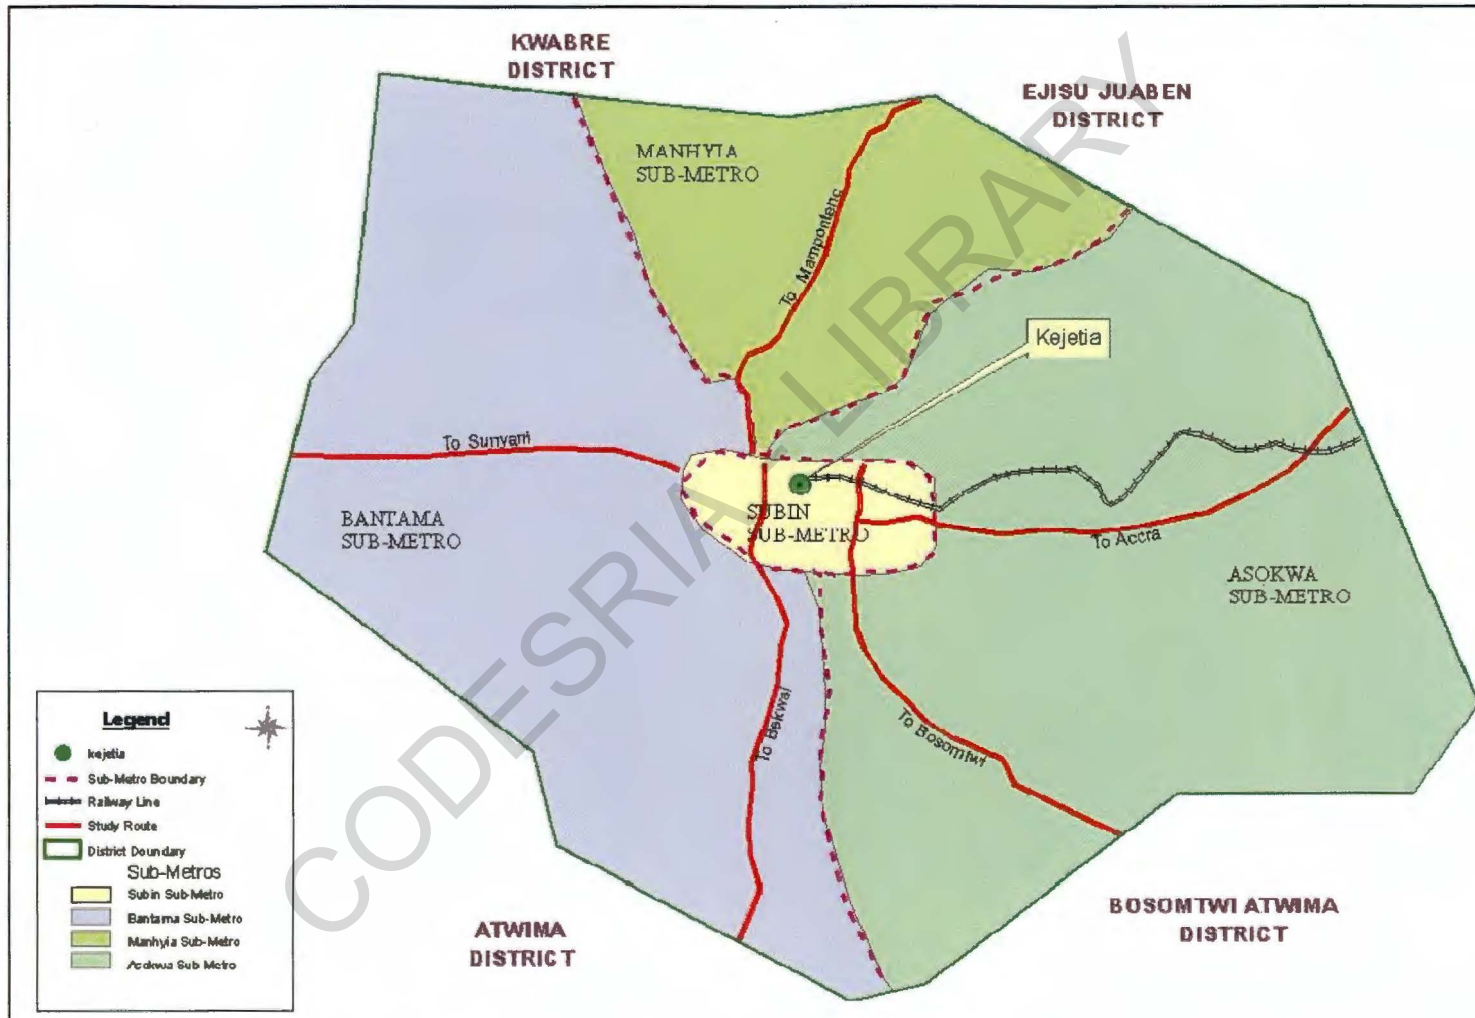 KWABRE
DISTRICT
EJISU JUABEN
DISTRICT
MANHYIA
SUB-METRO
To Mamponteng
Kejetia
To Sunyani
BANTAMA
SUB-METRO
SUBIN
SUB-METRO
To Accra
ASOKWA
SUB-METRO
To Bekwai
To Bosomtwi
Legend
kejetia
Sub-Metro Boundary
Railway Line
Study Route
District Boundary
Sub-Metros
Subin Sub-Metro
Bantama Sub-Metro
Manhyia Sub-Metro
Asokwa Sub-Metro
ATWIMA
DISTRICT
BOSOMTWI ATWIMA
DISTRICT
CODESRIA - LIBRARY